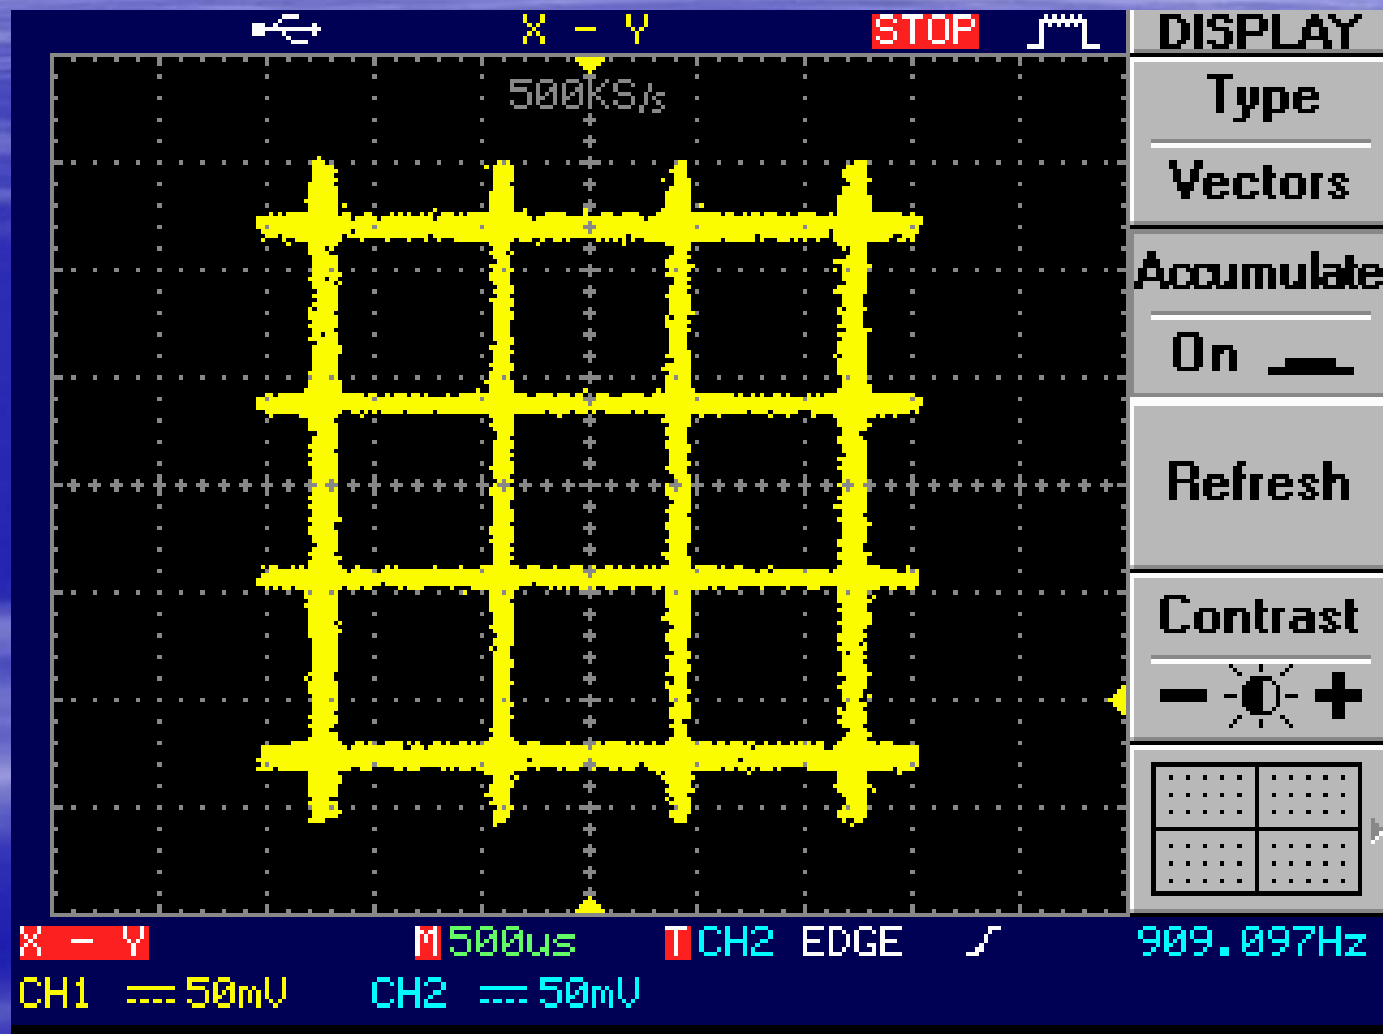 X - Y STOP DISPLAY
500KS/s
Type
Vectors
Accumulate
On
Refresh
Contrast
- +
X - Y M 500us T CH2 EDGE 909.097Hz
CH1 50mV CH2 50mV